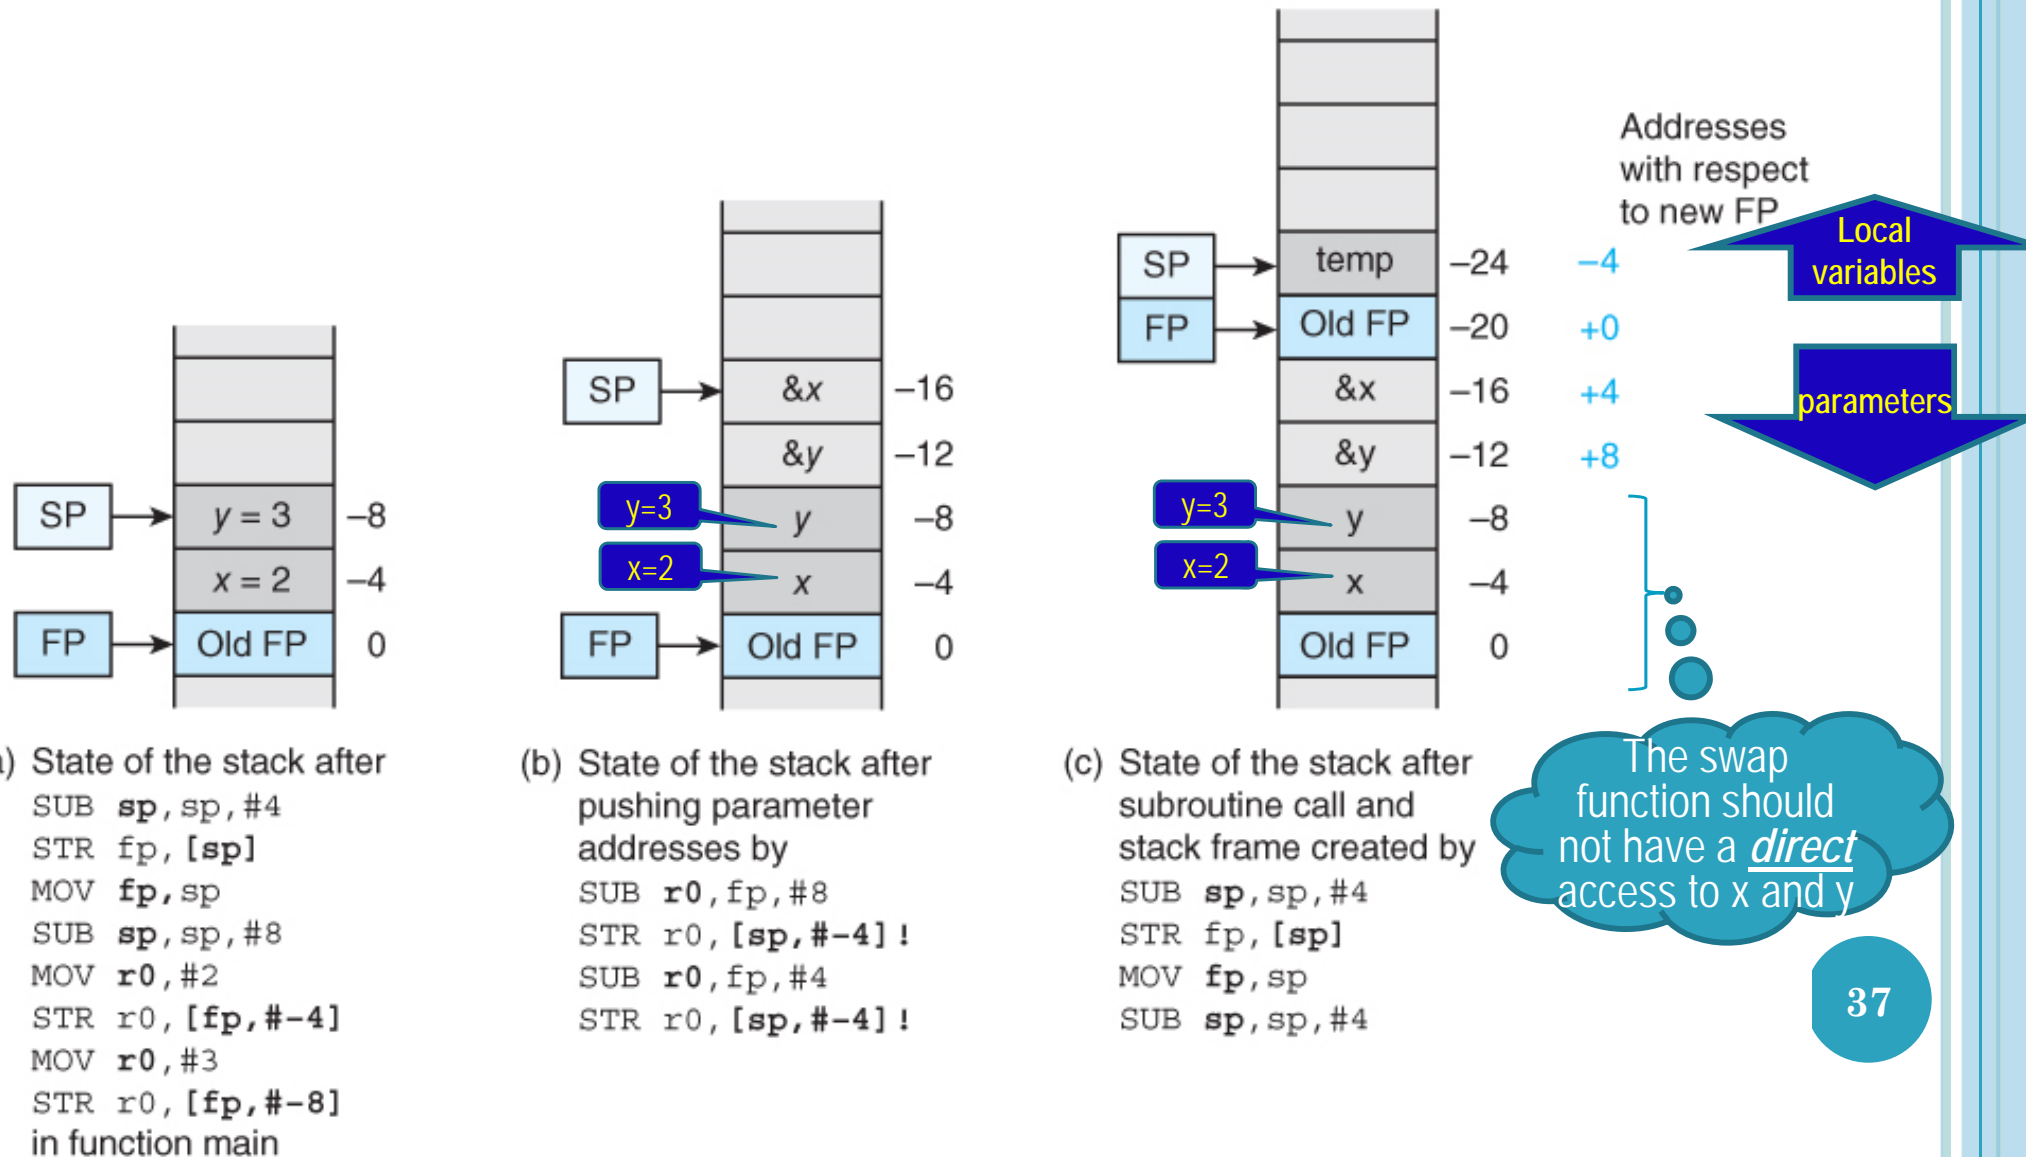 SP
y = 3
–8
x = 2
–4
FP
Old FP
0
) State of the stack after
SUB sp,sp,#4
STR fp,[sp]
MOV fp,sp
SUB sp,sp,#8
MOV r0,#2
STR r0,[fp,#-4]
MOV r0,#3
STR r0,[fp,#-8]
in function main
SP
&x
–16
&y
–12
y=3
y
–8
x=2
x
–4
FP
Old FP
0
(b) State of the stack after
pushing parameter
addresses by
SUB r0,fp,#8
STR r0,[sp,#-4]!
SUB r0,fp,#4
STR r0,[sp,#-4]!
Addresses
with respect
to new FP
SP
temp
–24
–4
FP
Old FP
–20
+0
&x
–16
+4
&y
–12
+8
y=3
y
–8
x=2
x
–4
Old FP
0
Local
variables
parameters
(c) State of the stack after
subroutine call and
stack frame created by
SUB sp,sp,#4
STR fp,[sp]
MOV fp,sp
SUB sp,sp,#4
The swap
function should
not have a direct
access to x and y
37